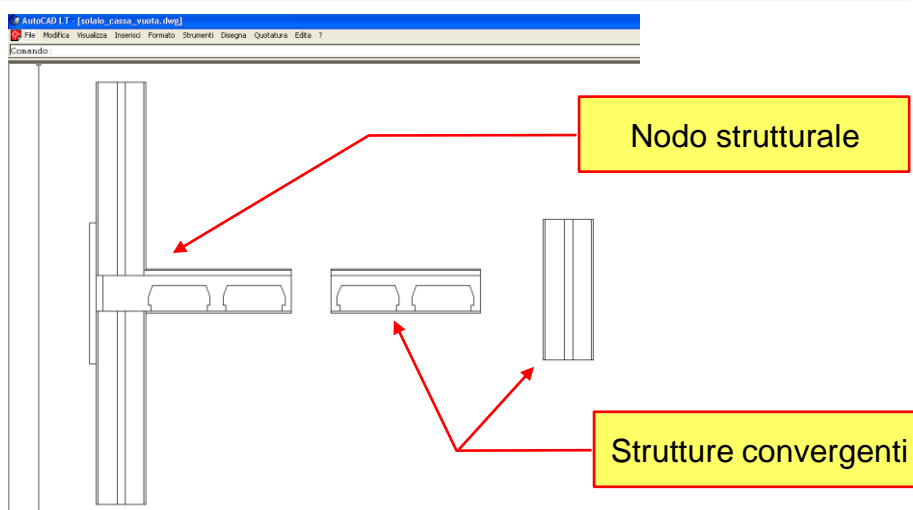 AutoCAD LT - [solaio_cassa_vuota.dwg]
File Modifica Visualizza Inserisci Formato Strumenti Disegna Quotatura Edita ?
Comando:
Nodo strutturale
Strutture convergenti